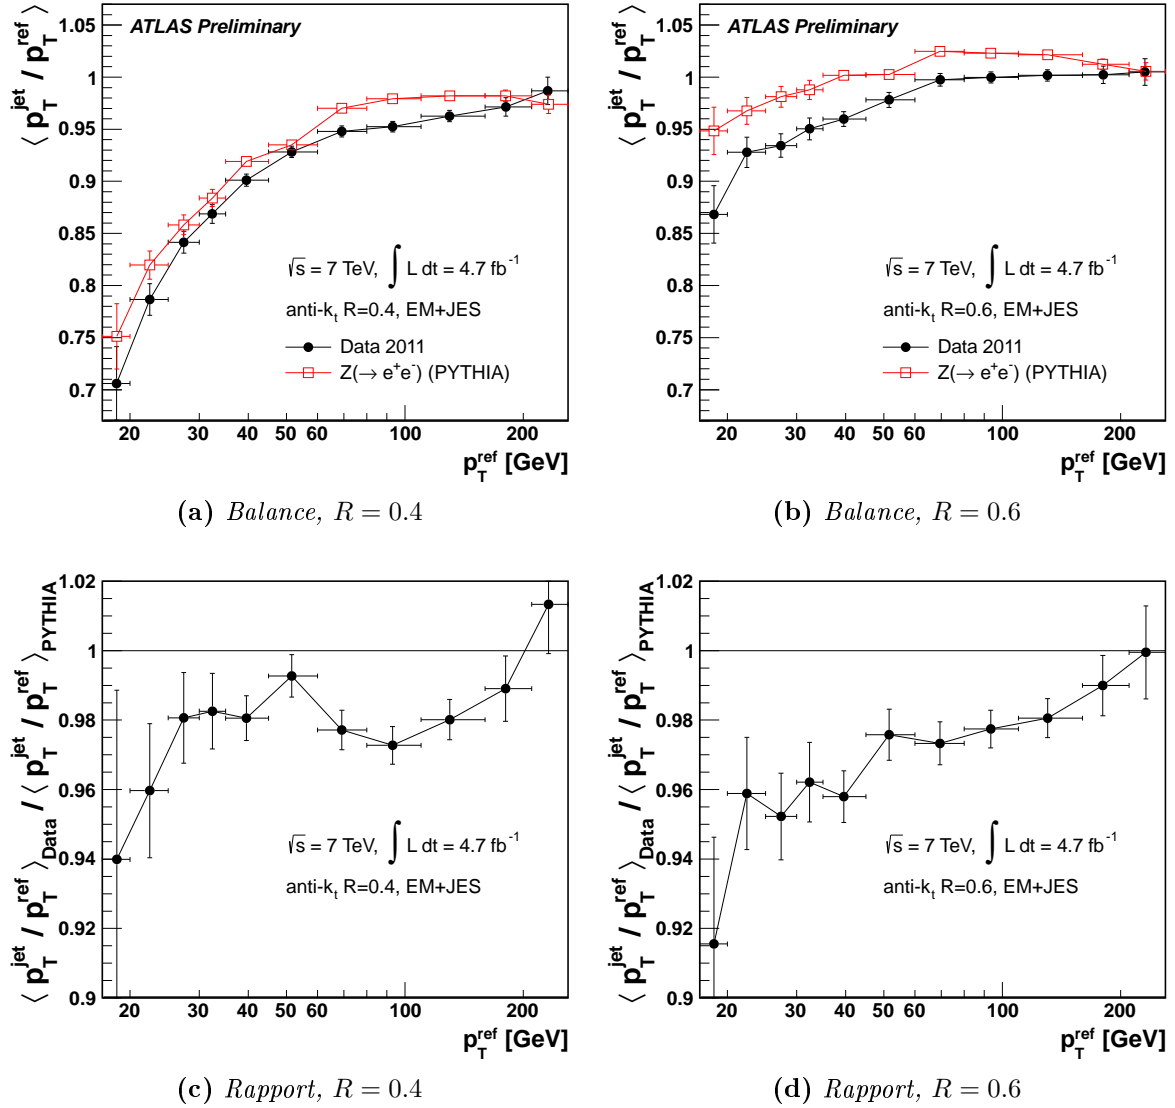 ⟨ p_T^jet / p_T^ref ⟩
1.05
1
0.95
0.9
0.85
0.8
0.75
0.7
ATLAS Preliminary
√s = 7 TeV, ∫ L dt = 4.7 fb⁻¹
anti-k_t R=0.4, EM+JES
Data 2011
Z(→ e⁺e⁻) (PYTHIA)
20 30 40 50 60 100 200
p_T^ref [GeV]
(a) Balance, R = 0.4
⟨ p_T^jet / p_T^ref ⟩
1.05
1
0.95
0.9
0.85
0.8
0.75
0.7
ATLAS Preliminary
√s = 7 TeV, ∫ L dt = 4.7 fb⁻¹
anti-k_t R=0.6, EM+JES
Data 2011
Z(→ e⁺e⁻) (PYTHIA)
20 30 40 50 60 100 200
p_T^ref [GeV]
(b) Balance, R = 0.6
⟨ p_T^jet / p_T^ref ⟩_Data / ⟨ p_T^jet / p_T^ref ⟩_PYTHIA
1.02
1
0.98
0.96
0.94
0.92
0.9
√s = 7 TeV, ∫ L dt = 4.7 fb⁻¹
anti-k_t R=0.4, EM+JES
20 30 40 50 60 100 200
p_T^ref [GeV]
(c) Rapport, R = 0.4
⟨ p_T^jet / p_T^ref ⟩_Data / ⟨ p_T^jet / p_T^ref ⟩_PYTHIA
1.02
1
0.98
0.96
0.94
0.92
0.9
√s = 7 TeV, ∫ L dt = 4.7 fb⁻¹
anti-k_t R=0.6, EM+JES
20 30 40 50 60 100 200
p_T^ref [GeV]
(d) Rapport, R = 0.6